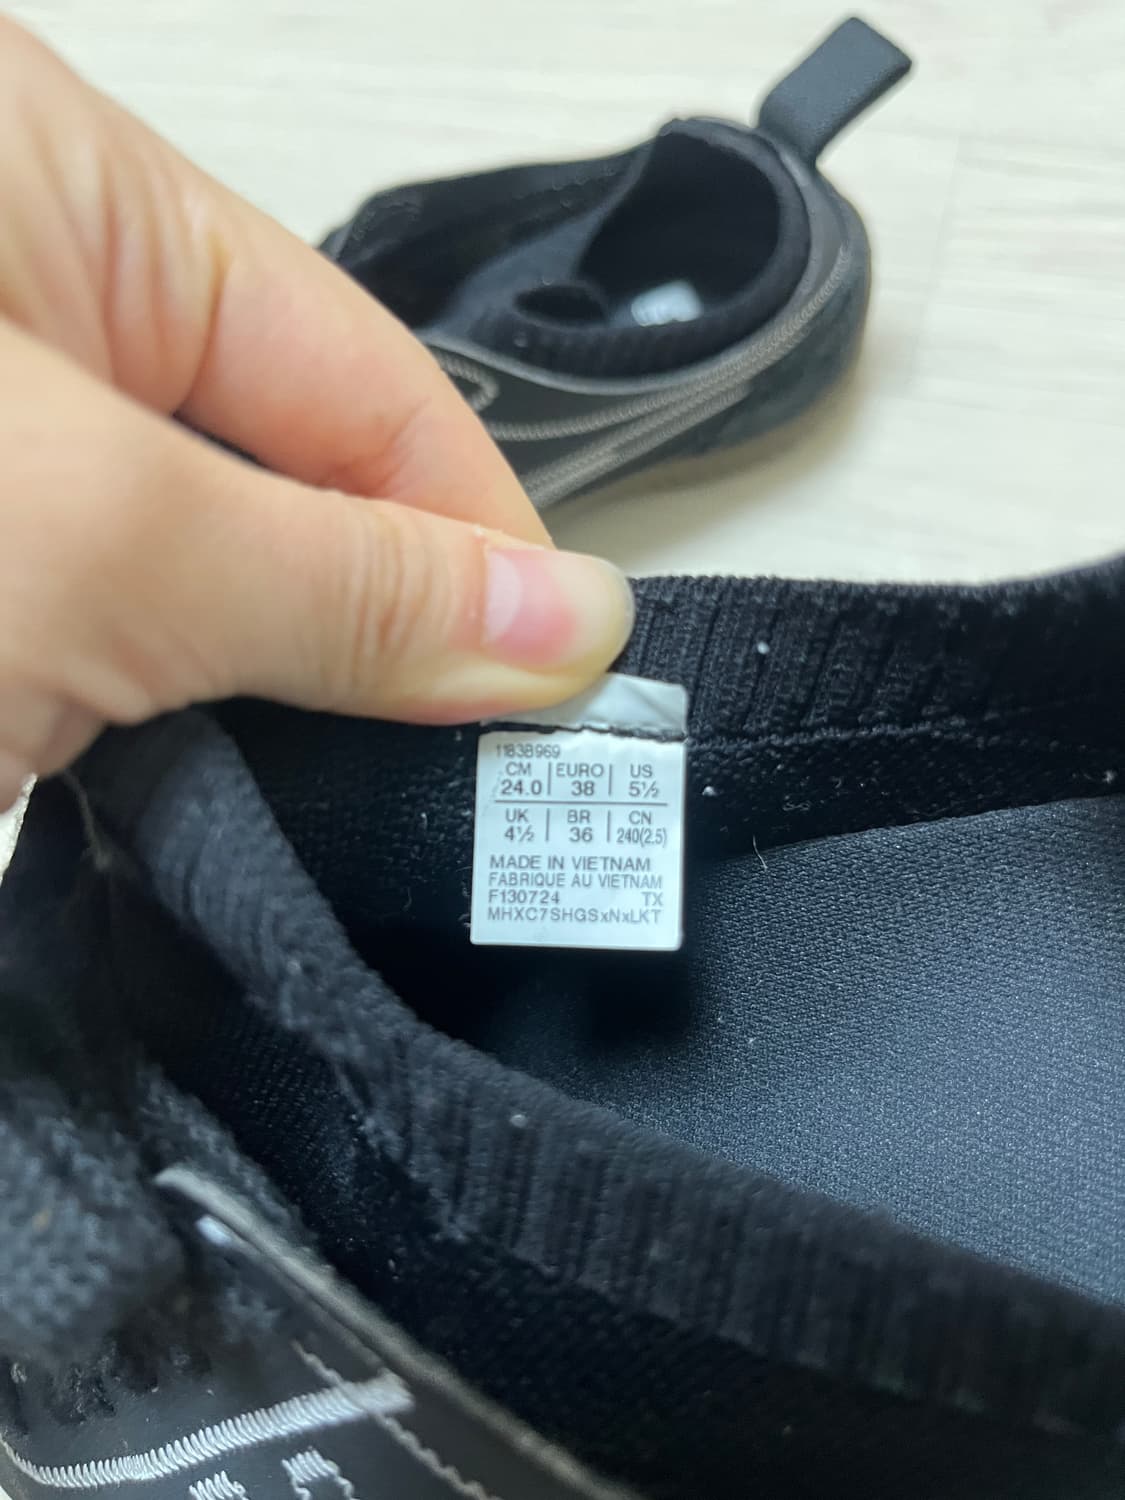 1183B969
CM | EURO | US
24.0 | 38 | 5½
UK | BR | CN
4½ | 36 | 240(2.5)
MADE IN VIETNAM
FABRIQUE AU VIETNAM
F130724 TX
MHXC7SHGSxNxLKT